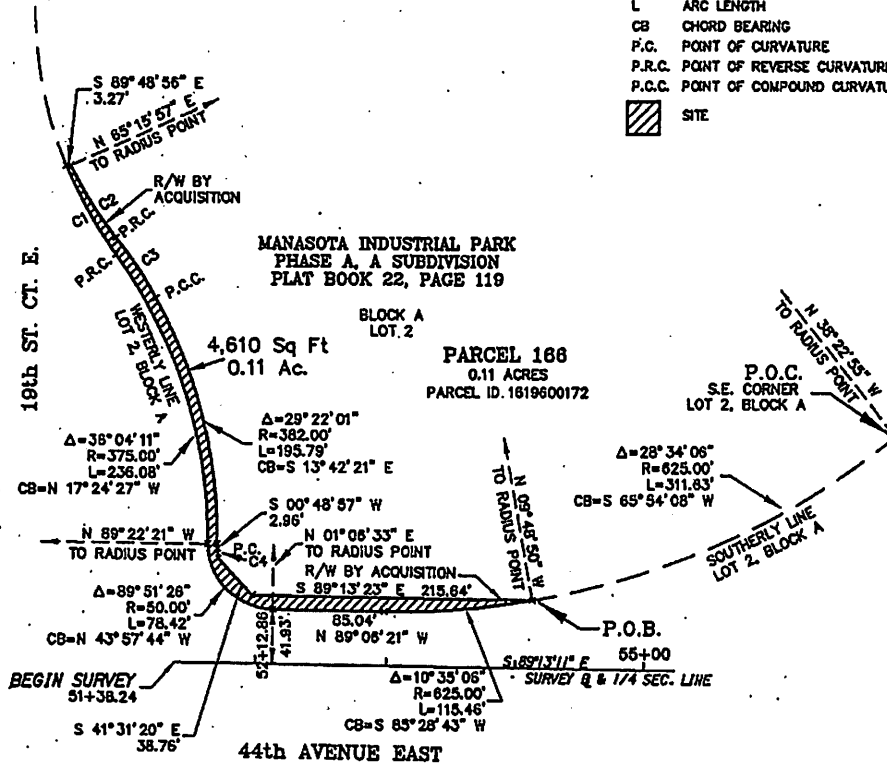 L ARC LENGTH
CB CHORD BEARING
P.C. POINT OF CURVATURE
P.R.C. POINT OF REVERSE CURVATURE
P.C.C. POINT OF COMPOUND CURVATU
SITE
S 89°48'56" E
3.27'
N 65°15'57" E
TO RADIUS POINT
R/W BY
ACQUISITION
C1
C2
P.R.C.
P.R.C.
C3
P.C.C.
19th ST. CT. E.
WESTERLY LINE
LOT 2, BLOCK A
MANASOTA INDUSTRIAL PARK
PHASE A, A SUBDIVISION
PLAT BOOK 22, PAGE 119
BLOCK A
LOT 2
4,610 Sq Ft
0.11 Ac.
PARCEL 166
0.11 ACRES
PARCEL ID. 1619600172
N 38°22'55" W
TO RADIUS POINT
P.O.C.
S.E. CORNER
LOT 2, BLOCK A
Δ=29°22'01"
R=382.00'
L=195.79'
CB=S 13°42'21" E
Δ=36°04'11"
R=375.00'
L=236.08'
CB=N 17°24'27" W
Δ=28°34'06"
R=625.00'
L=311.63'
CB=S 65°54'08" W
N 09°48'50" W
TO RADIUS POINT
SOUTHERLY LINE
LOT 2, BLOCK A
S 00°48'57" W
2.96'
N 89°22'21" W
TO RADIUS POINT
P.C.
C4
N 01°06'33" E
TO RADIUS POINT
R/W BY ACQUISITION
S 89°13'23" E 215.64'
Δ=89°51'26"
R=50.00'
L=78.42'
CB=N 43°57'44" W
85.04'
N 89°06'21" W
P.O.B.
52+12.86
41.93'
BEGIN SURVEY
51+38.24
S 89°13'11" E
55+00
SURVEY B & 1/4 SEC. LINE
Δ=10°35'06"
R=625.00'
L=115.46'
CB=S 85°28'43" W
S 41°31'20" E
38.76'
44th AVENUE EAST